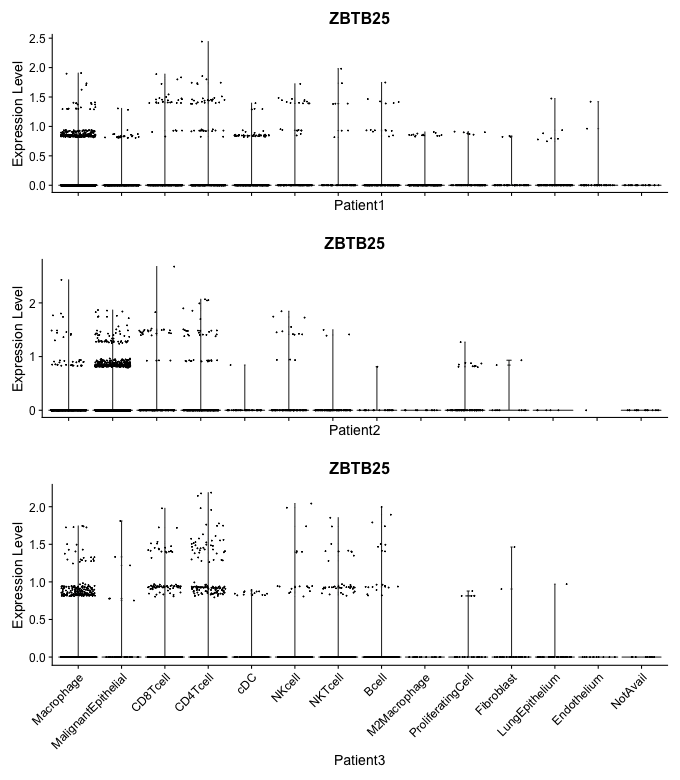 ZBTB25
Expression Level
2.5
2.0
1.5
1.0
0.5
0.0
Patient1
ZBTB25
Expression Level
2
1
0
Patient2
ZBTB25
Expression Level
2.0
1.5
1.0
0.5
0.0
Macrophage
MalignantEpithelial
CD8Tcell
CD4Tcell
cDC
NKcell
NKTcell
Bcell
M2Macrophage
ProliferatingCell
Fibroblast
LungEpithelium
Endothelium
NotAvail
Patient3